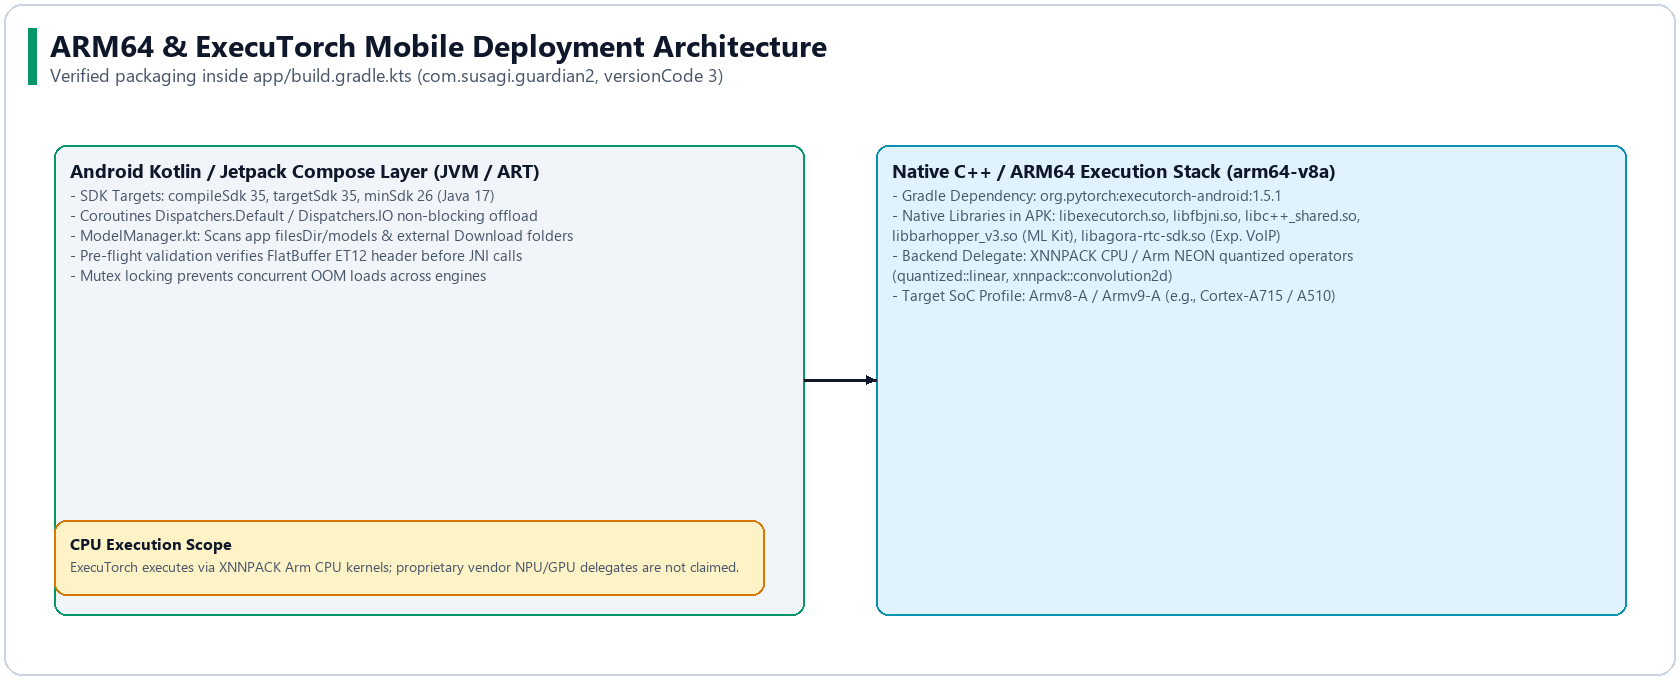 ARM64 & ExecuTorch Mobile Deployment Architecture
Verified packaging inside app/build.gradle.kts (com.susagi.guardian2, versionCode 3)
Android Kotlin / Jetpack Compose Layer (JVM / ART)
- SDK Targets: compileSdk 35, targetSdk 35, minSdk 26 (Java 17)
- Coroutines Dispatchers.Default / Dispatchers.IO non-blocking offload
- ModelManager.kt: Scans app filesDir/models & external Download folders
- Pre-flight validation verifies FlatBuffer ET12 header before JNI calls
- Mutex locking prevents concurrent OOM loads across engines
CPU Execution Scope
ExecuTorch executes via XNNPACK Arm CPU kernels; proprietary vendor NPU/GPU delegates are not claimed.
Native C++ / ARM64 Execution Stack (arm64-v8a)
- Gradle Dependency: org.pytorch:executorch-android:1.5.1
- Native Libraries in APK: libexecutorch.so, libfbjni.so, libc++_shared.so,
libbarhopper_v3.so (ML Kit), libagora-rtc-sdk.so (Exp. VoIP)
- Backend Delegate: XNNPACK CPU / Arm NEON quantized operators
(quantized::linear, xnnpack::convolution2d)
- Target SoC Profile: Armv8-A / Armv9-A (e.g., Cortex-A715 / A510)